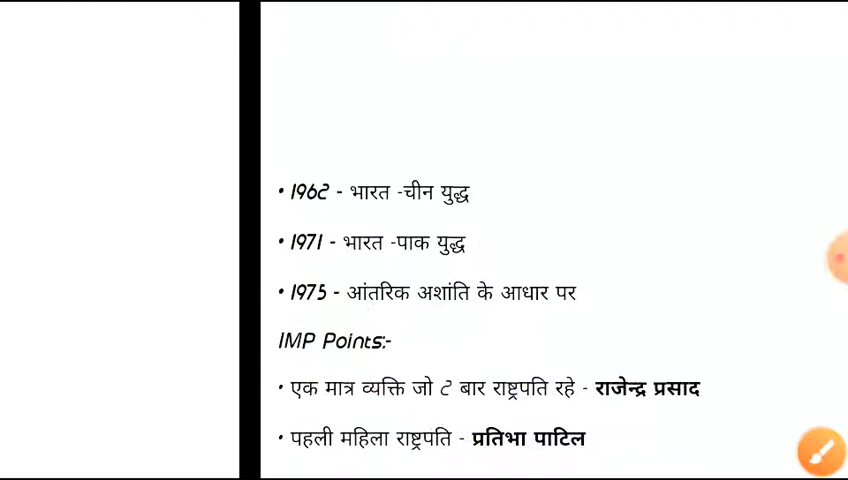 • 1962 - भारत -चीन युद्ध
• 1971 - भारत -पाक युद्ध
• 1975 - आंतरिक अशांति के आधार पर
IMP Points:-
• एक मात्र व्यक्ति जो 2 बार राष्ट्रपति रहे - राजेन्द्र प्रसाद
• पहली महिला राष्ट्रपति - प्रतिभा पाटिल